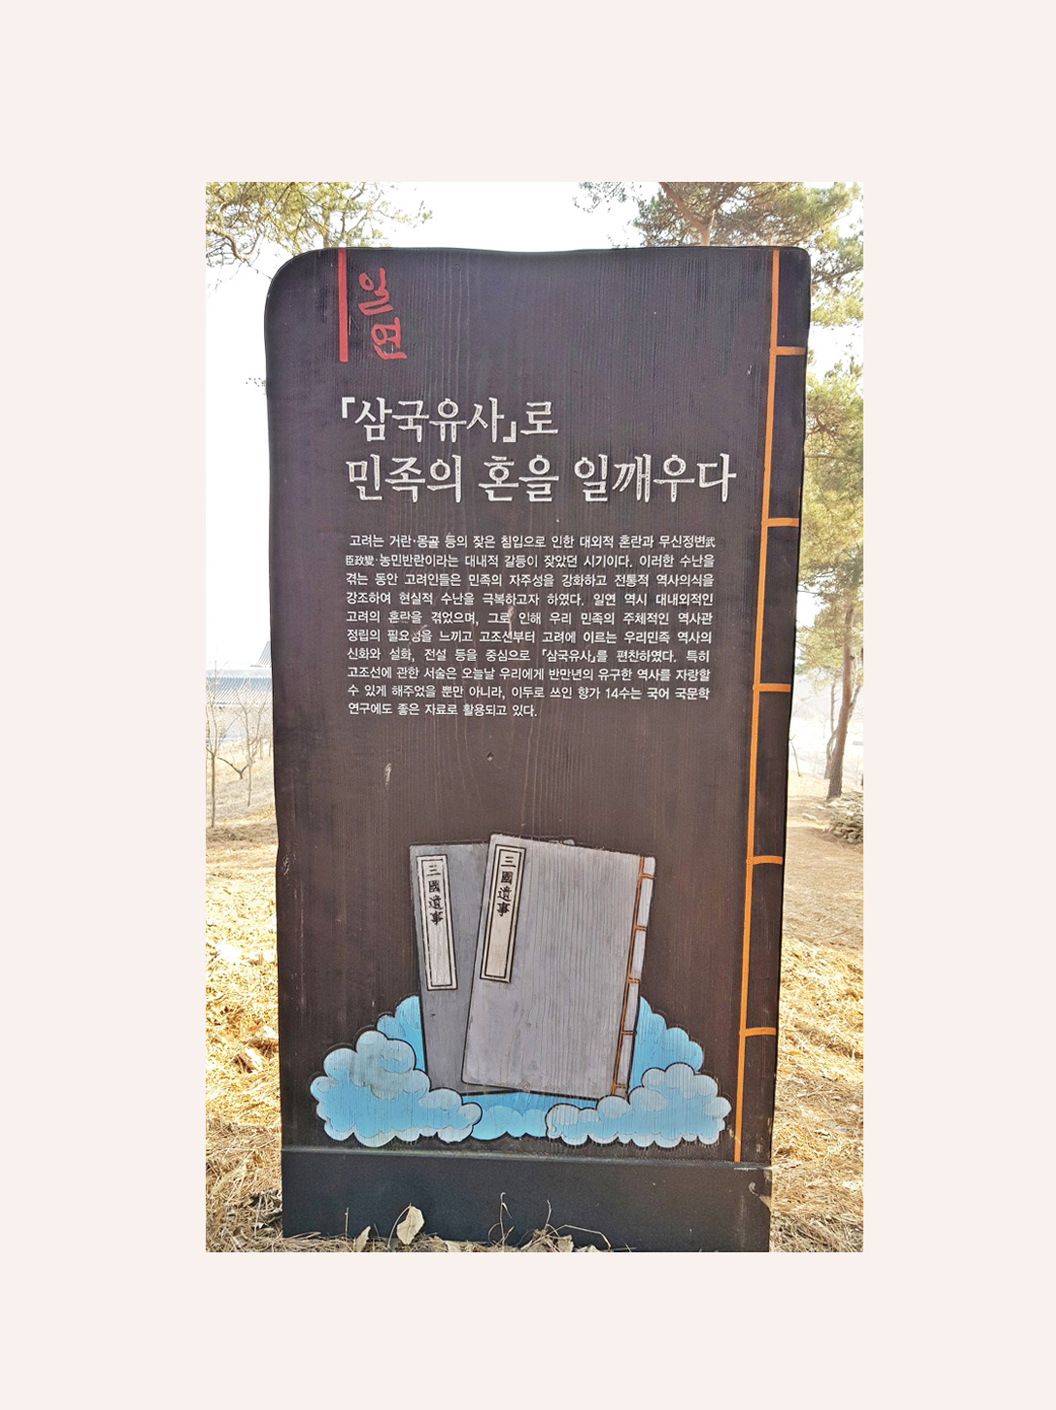 일연
『삼국유사』로
민족의 혼을 일깨우다
고려는 거란·몽골 등의 잦은 침입으로 인한 대외적 혼란과 무신정변武
臣政變·농민반란이라는 대내적 갈등이 잦았던 시기이다. 이러한 수난을
겪는 동안 고려인들은 민족의 자주성을 강화하고 전통적 역사의식을
강조하여 현실적 수난을 극복하고자 하였다. 일연 역시 대내외적인
고려의 혼란을 겪었으며, 그로 인해 우리 민족의 주체적인 역사관
정립의 필요성을 느끼고 고조선부터 고려에 이르는 우리민족 역사의
신화와 설화, 전설 등을 중심으로 『삼국유사』를 편찬하였다. 특히
고조선에 관한 서술은 오늘날 우리에게 반만년의 유구한 역사를 자랑할
수 있게 해주었을 뿐만 아니라, 이두로 쓰인 향가 14수는 국어 국문학
연구에도 좋은 자료로 활용되고 있다.
三國遺事
三國遺事